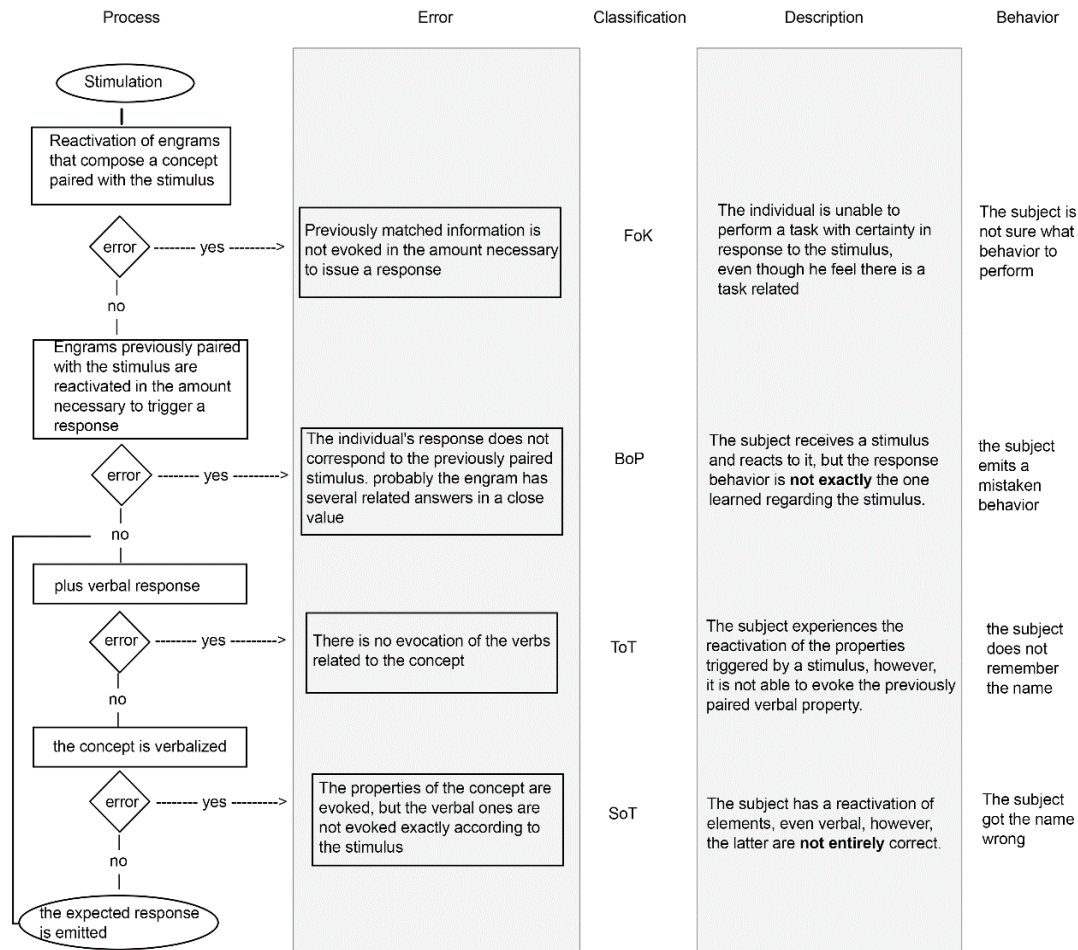 Process
Error
Classification
Description
Behavior
Stimulation
Reactivation of engrams
that compose a concept
paired with the stimulus
error
yes
Previously matched information
is not evoked in the amount
necessary to issue a response
FoK
The individual is unable to
perform a task with certainty in
response to the stimulus,
even though he feel there is a
task related
The subject is
not sure what
behavior to
perform
no
Engrams previously paired
with the stimulus are
reactivated in the amount
necessary to trigger a
response
error
yes
The individual's response does not
correspond to the previously paired
stimulus. probably the engram has
several related answers in a close
value
BoP
The subject receives a stimulus
and reacts to it, but the response
behavior is not exactly the one
learned regarding the stimulus.
the subject
emits a
mistaken
behavior
no
plus verbal response
error
yes
There is no evocation of the verbs
related to the concept
ToT
The subject experiences the
reactivation of the properties
triggered by a stimulus, however,
it is not able to evoke the previously
paired verbal property.
the subject
does not
remember
the name
no
the concept is verbalized
error
yes
The properties of the concept are
evoked, but the verbal ones are
not evoked exactly according to
the stimulus
SoT
The subject has a reactivation of
elements, even verbal, however,
the latter are not entirely correct.
The subject
got the name
wrong
no
the expected response
is emitted